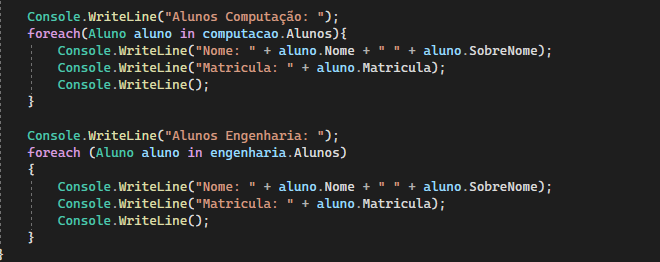 Console.WriteLine("Alunos Computação: ");
foreach(Aluno aluno in computacao.Alunos){
Console.WriteLine("Nome: " + aluno.Nome + " " + aluno.SobreNome);
Console.WriteLine("Matricula: " + aluno.Matricula);
Console.WriteLine();
}
Console.WriteLine("Alunos Engenharia: ");
foreach (Aluno aluno in engenharia.Alunos)
{
Console.WriteLine("Nome: " + aluno.Nome + " " + aluno.SobreNome);
Console.WriteLine("Matricula: " + aluno.Matricula);
Console.WriteLine();
}
}